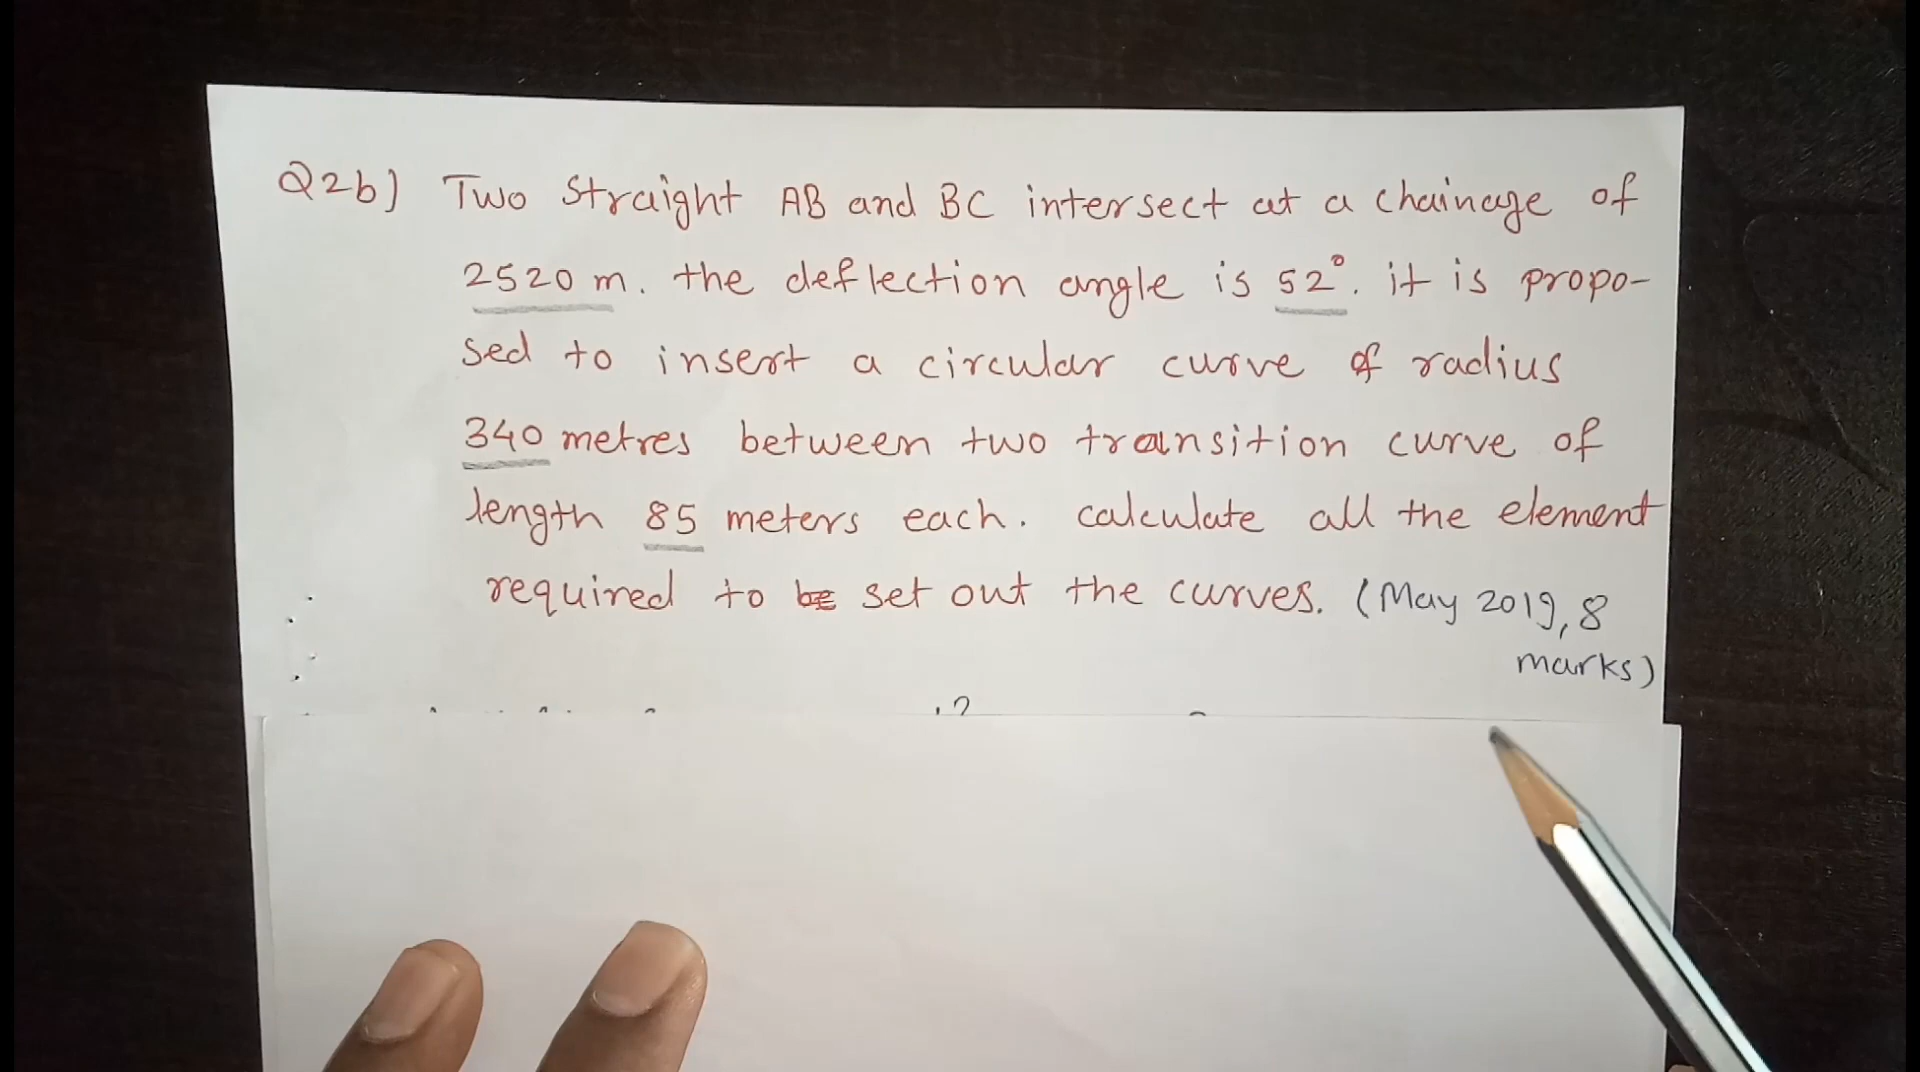 Q2b) Two straight AB and BC intersect at a chainage of
2520 m. the deflection angle is 52°. it is propo-
sed to insert a circular curve of radius
340 metres between two transition curve of
length 85 meters each. calculate all the element
required to be set out the curves. (May 2019, 8
marks)